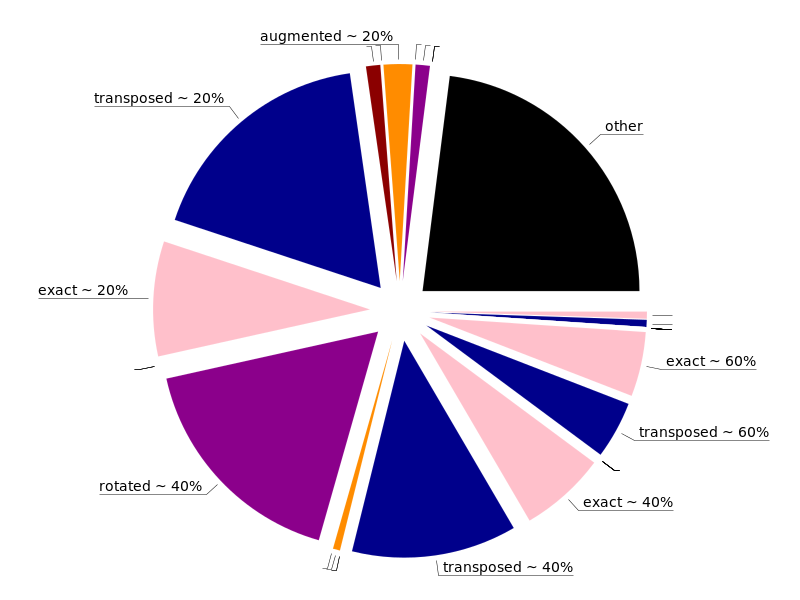 augmented ~ 20%
transposed ~ 20%
other
exact ~ 20%
exact ~ 60%
transposed ~ 60%
rotated ~ 40%
exact ~ 40%
transposed ~ 40%